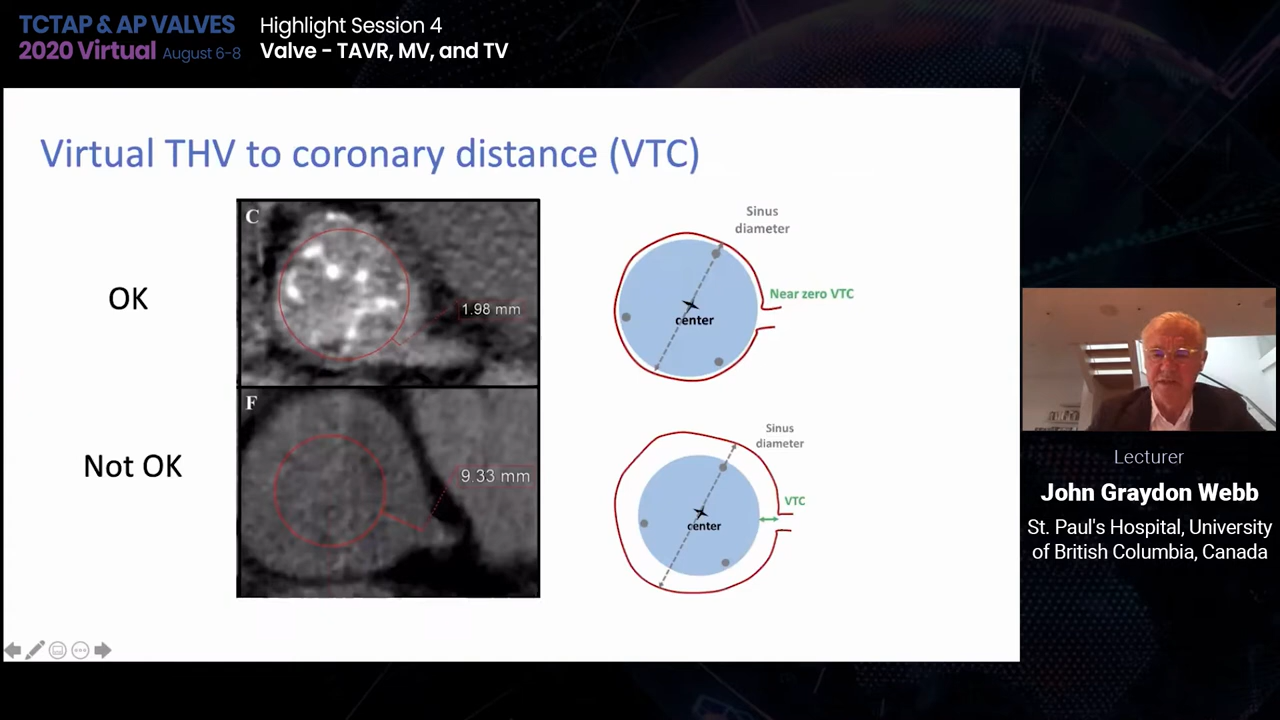 TCTAP & AP VALVES
2020 Virtual August 6-8
Highlight Session 4
Valve - TAVR, MV, and TV
Virtual THV to coronary distance (VTC)
OK
C
1.98 mm
Sinus
diameter
Near zero VTC
center
Not OK
F
9.33 mm
Sinus
diameter
VTC
center
Lecturer
John Graydon Webb
St. Paul's Hospital, University
of British Columbia, Canada